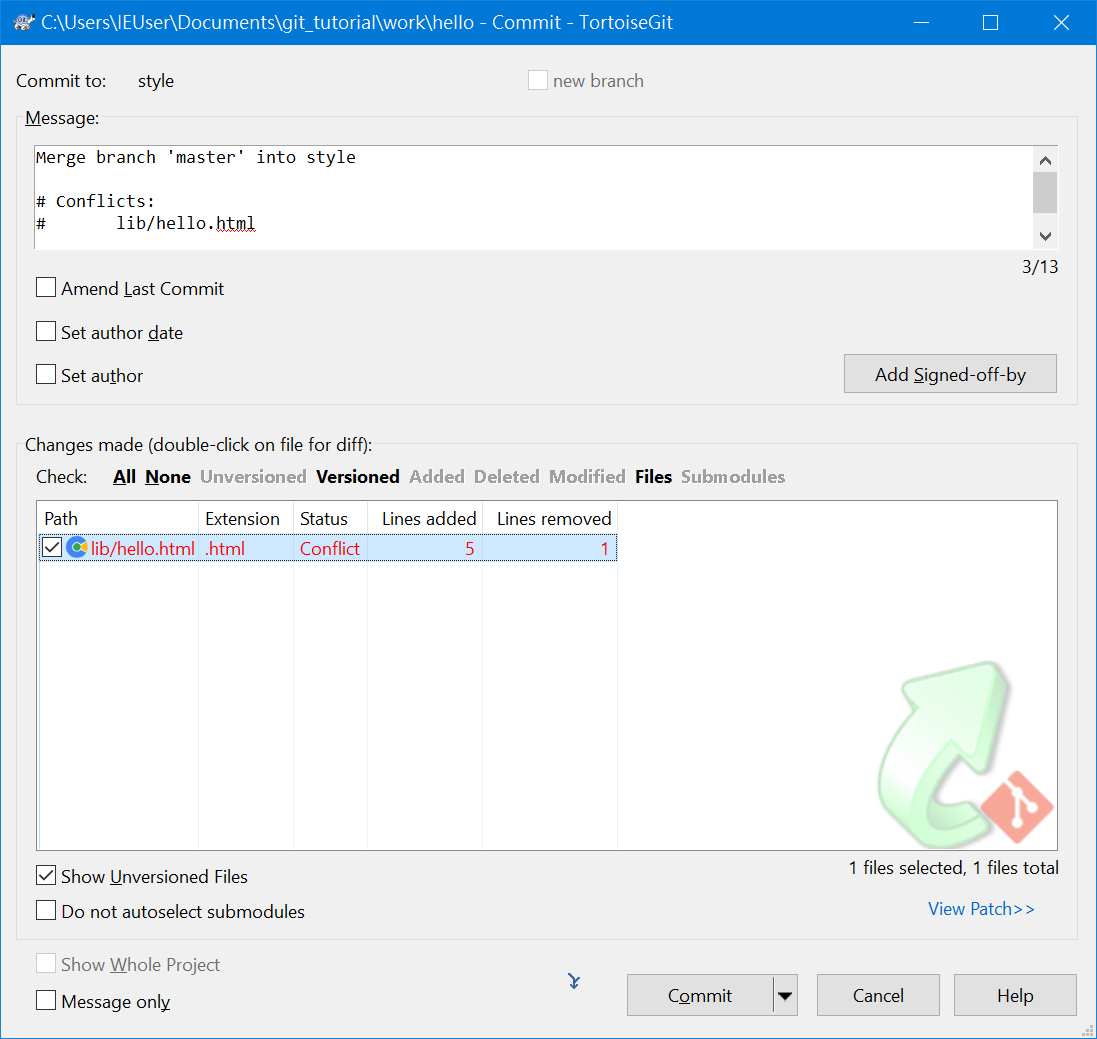 C:\Users\IEUser\Documents\git_tutorial\work\hello - Commit - TortoiseGit
Commit to: style new branch
Message:
Merge branch 'master' into style
# Conflicts:
# lib/hello.html
3/13
Amend Last Commit
Set author date
Set author
Add Signed-off-by
Changes made (double-click on file for diff):
Check: All None Unversioned Versioned Added Deleted Modified Files Submodules
Path Extension Status Lines added Lines removed
lib/hello.html .html Conflict 5 1
Show Unversioned Files
1 files selected, 1 files total
Do not autoselect submodules
View Patch>>
Show Whole Project
Message only
Commit Cancel Help